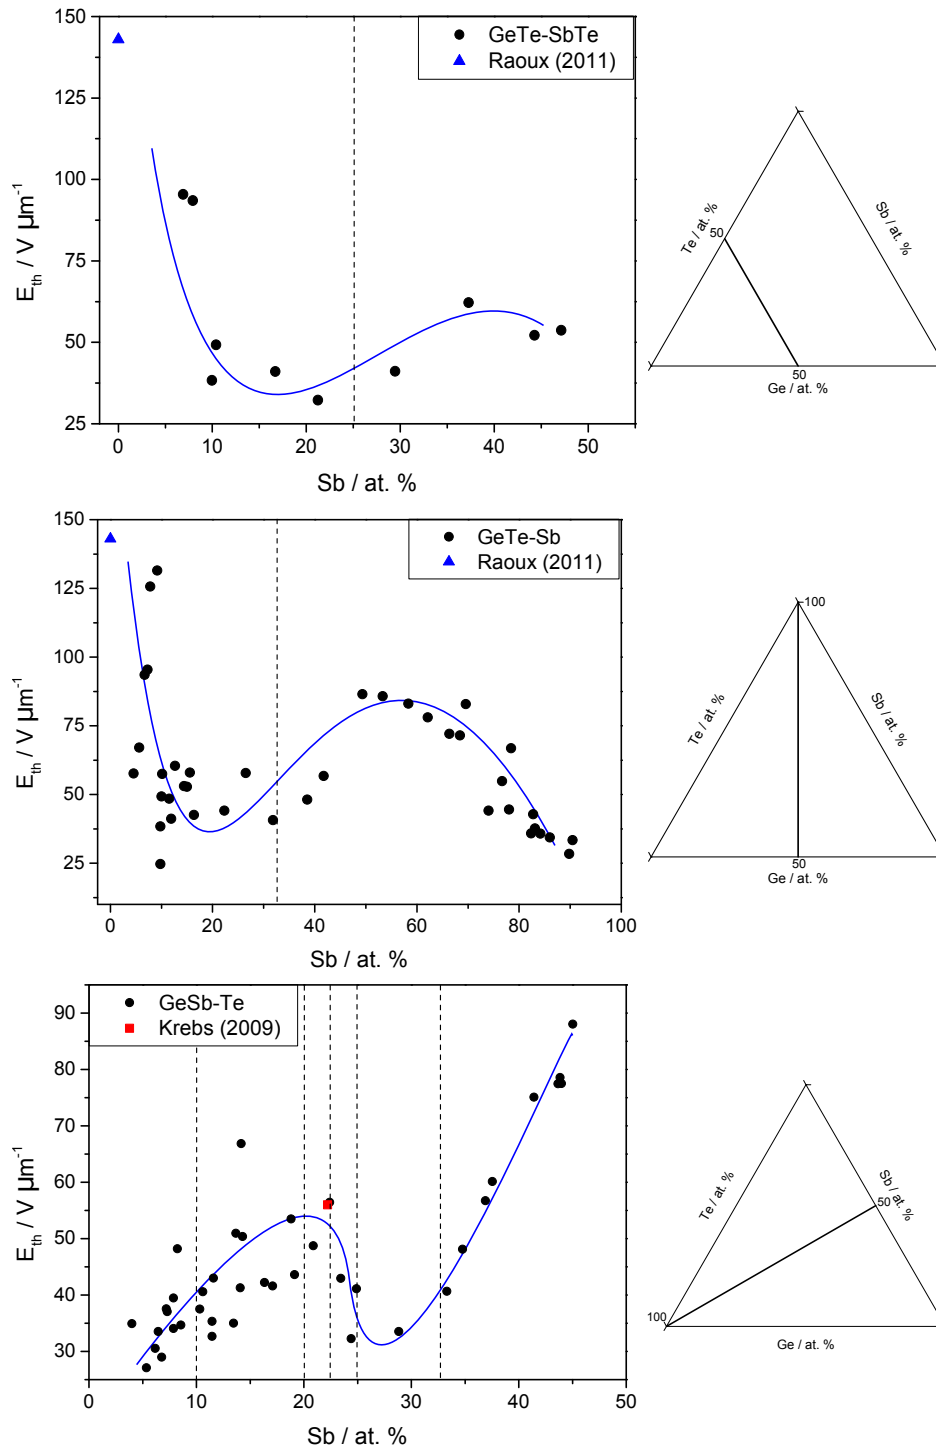 150
125
100
75
50
25
E_th / V µm⁻¹
GeTe-SbTe
Raoux (2011)
0 10 20 30 40 50
Sb / at. %
Te / at. %
50
Sb / at. %
50
Ge / at. %
150
125
100
75
50
25
E_th / V µm⁻¹
GeTe-Sb
Raoux (2011)
0 20 40 60 80 100
Sb / at. %
100
Te / at. %
Sb / at. %
50
Ge / at. %
90
80
70
60
50
40
30
E_th / V µm⁻¹
GeSb-Te
Krebs (2009)
0 10 20 30 40 50
Sb / at. %
Te / at. %
Sb / at. %
50
100
Ge / at. %